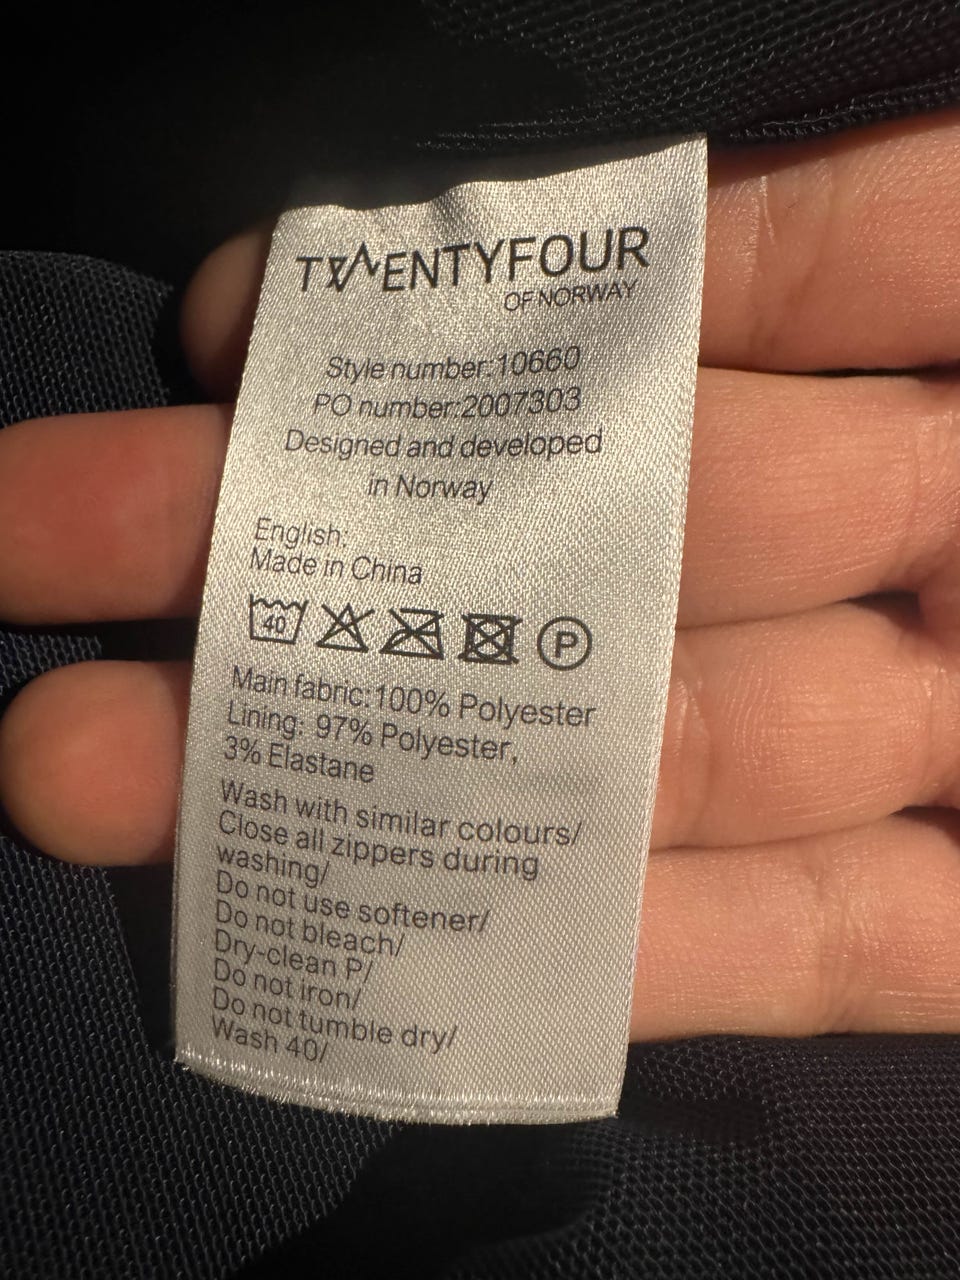 TWENTYFOUR
OF NORWAY
Style number:10660
PO number:2007303
Designed and developed
in Norway
English:
Made in China
40 P
Main fabric:100% Polyester
Lining: 97% Polyester,
3% Elastane
Wash with similar colours/
Close all zippers during
washing/
Do not use softener/
Do not bleach/
Dry-clean P/
Do not iron/
Do not tumble dry/
Wash 40/